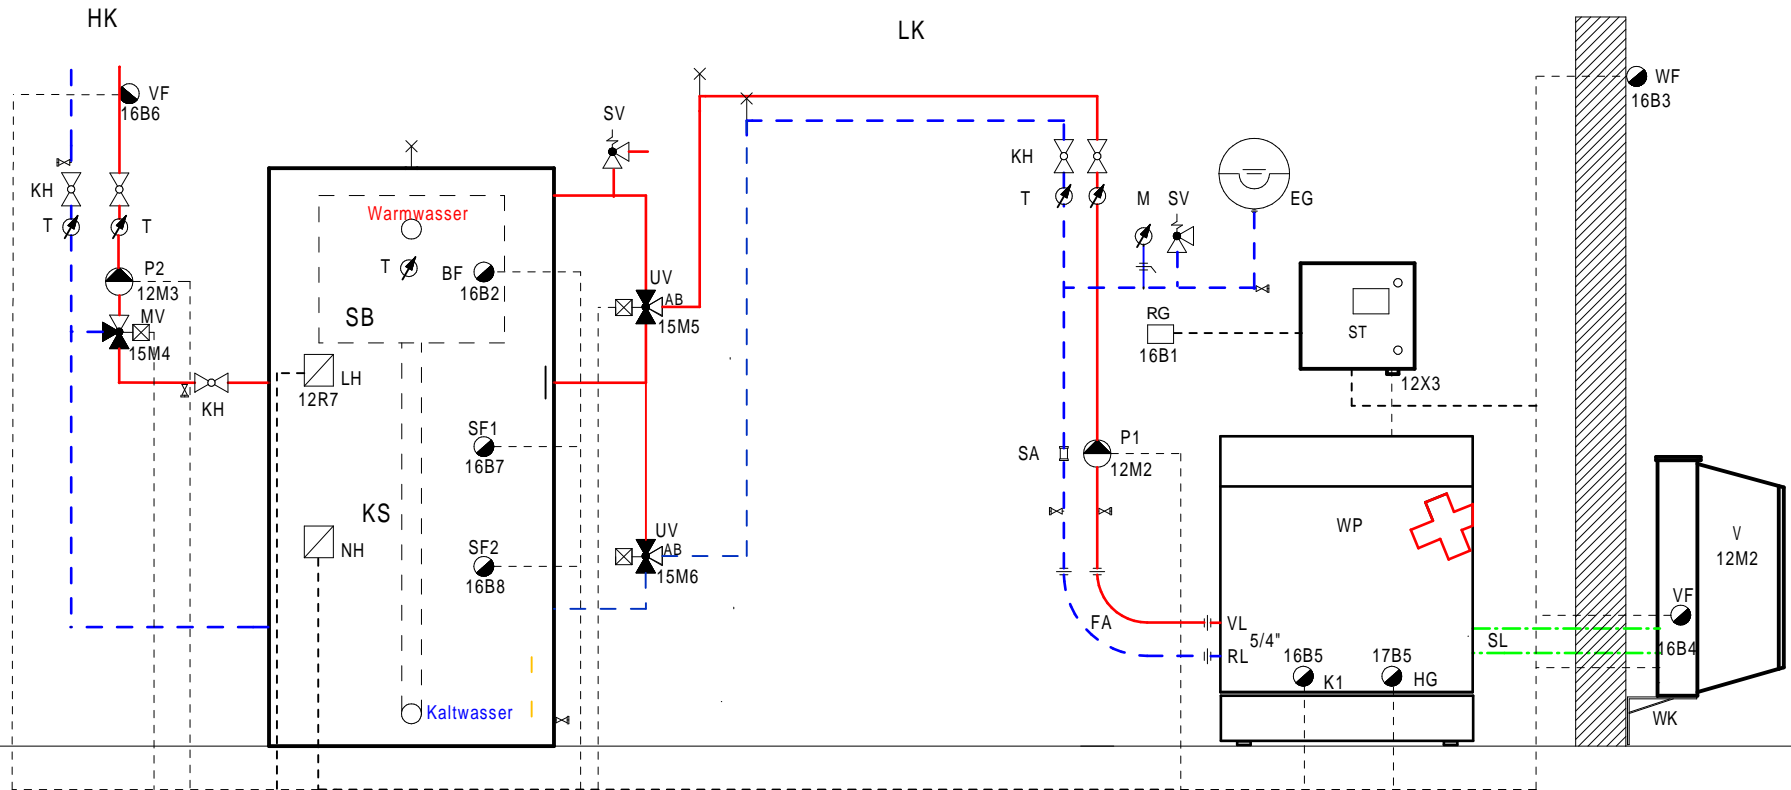 HK
LK
VF
16B6
WF
16B3
SV
KH
KH
T
T
T
M
SV
EG
Warmwasser
T
BF
16B2
P2
12M3
MV
15M4
SB
UV
AB
15M5
RG
16B1
ST
12X3
LH
12R7
KH
SF1
16B7
SA
P1
12M2
KS
NH
SF2
16B8
UV
AB
15M6
WP
V
12M2
VF
16B4
FA
VL
5/4"
RL
SL
16B5
K1
17B5
HG
Kaltwasser
WK